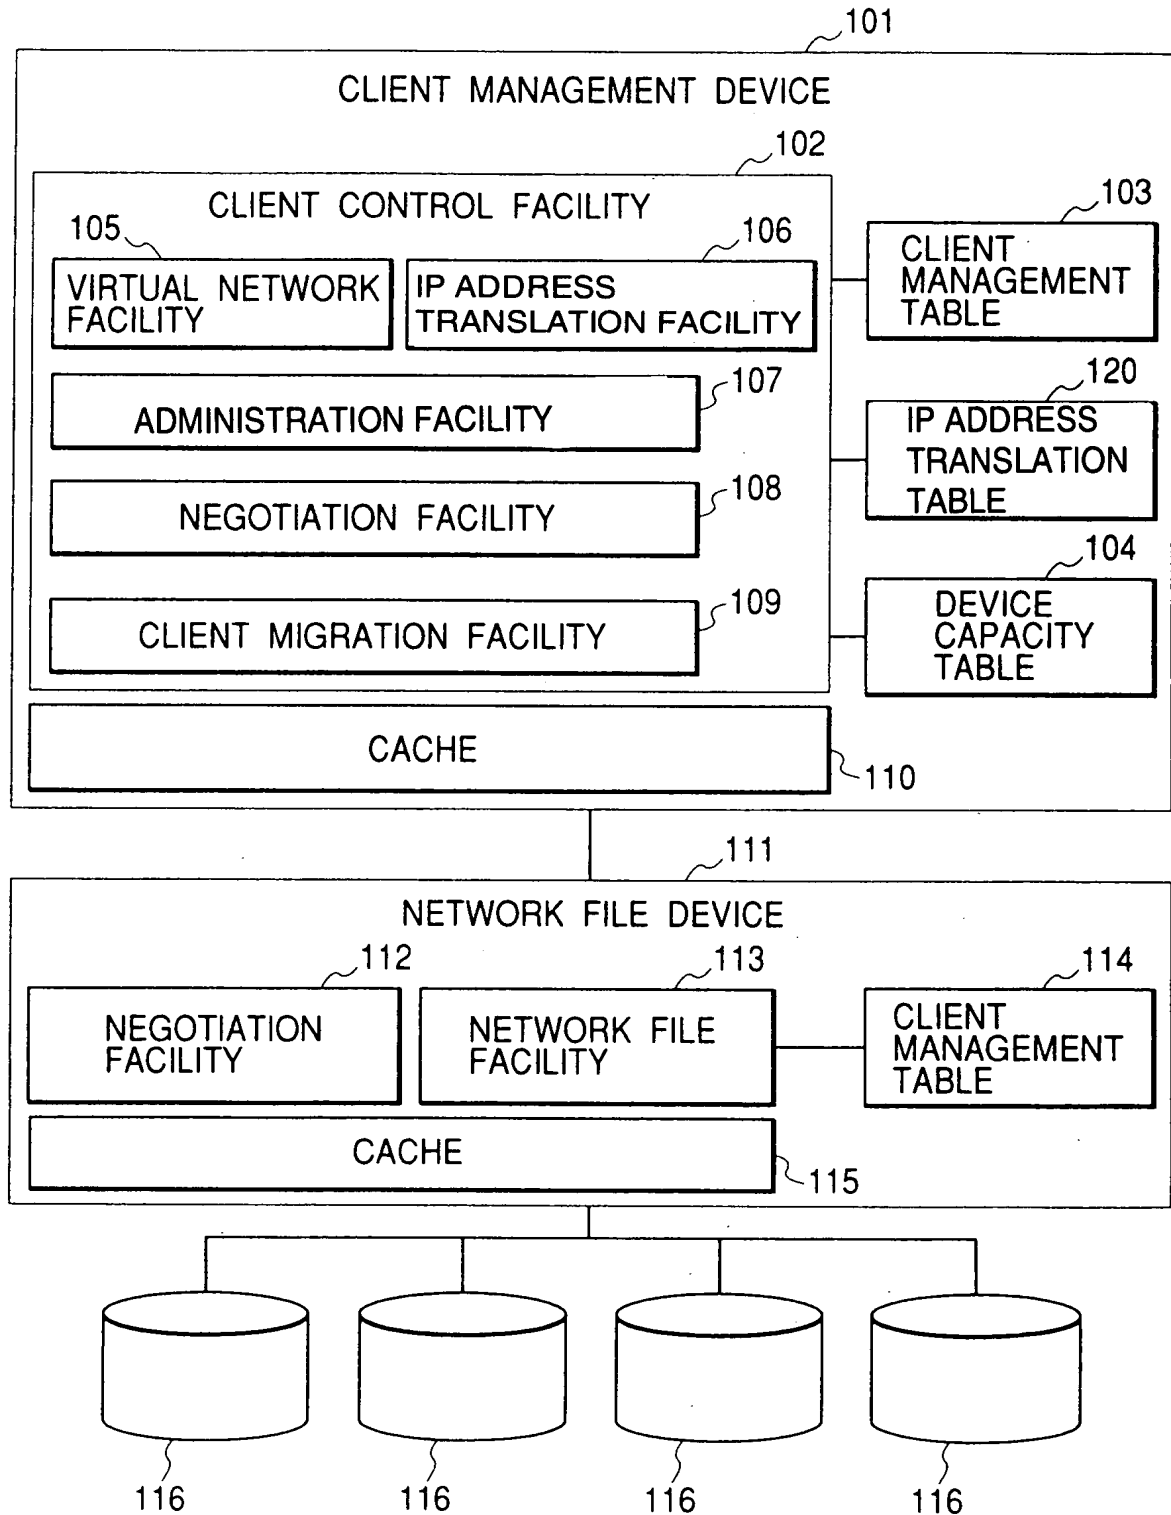 101
CLIENT MANAGEMENT DEVICE
102
CLIENT CONTROL FACILITY
103
105
106
CLIENT
MANAGEMENT
TABLE
VIRTUAL NETWORK
FACILITY
IP ADDRESS
TRANSLATION FACILITY
107
120
ADMINISTRATION FACILITY
IP ADDRESS
TRANSLATION
TABLE
108
NEGOTIATION FACILITY
104
109
DEVICE
CAPACITY
TABLE
CLIENT MIGRATION FACILITY
CACHE
110
111
NETWORK FILE DEVICE
112
113
114
NEGOTIATION
FACILITY
NETWORK FILE
FACILITY
CLIENT
MANAGEMENT
TABLE
CACHE
115
116
116
116
116